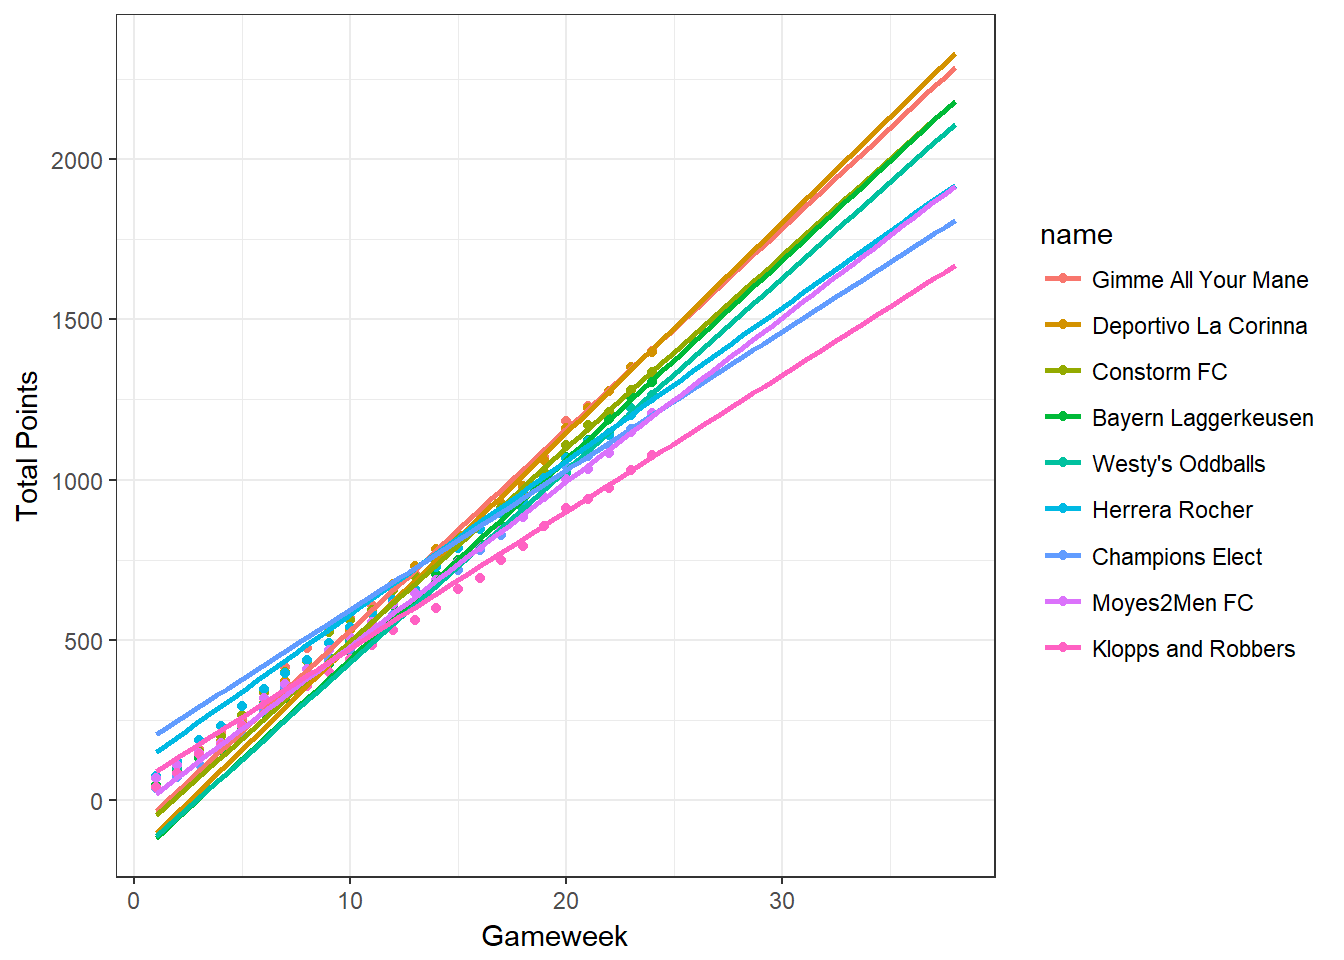 Total Points
2000
1500
1000
500
0
0
10
20
30
Gameweek
name
Gimme All Your Mane
Deportivo La Corinna
Constorm FC
Bayern Laggerkeusen
Westy's Oddballs
Herrera Rocher
Champions Elect
Moyes2Men FC
Klopps and Robbers